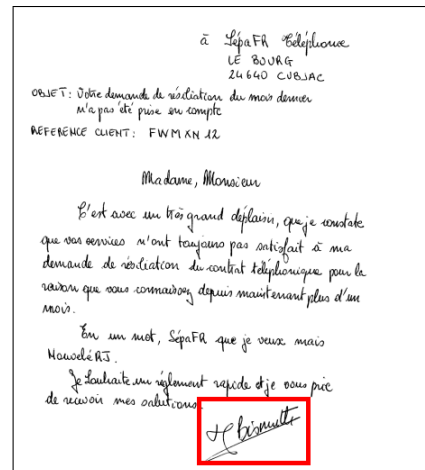 à SépaFR Téléphone
LE BOURG
24640 CUBJAC
OBJET: Votre demande de résiliation du mois dernier
n'a pas été prise en compte
REFERENCE CLIENT: FWMXN 12
Madame, Monsieur
C'est avec un très grand déplaisir, que je constate
que vos services n'ont toujours pas satisfait à ma
demande de résiliation du contrat téléphonique pour la
raison que vous connaissez depuis maintenant plus d'un
mois.
En un mot, SépaFR que je veux mais
NouveléRJ.
Je souhaite un règlement rapide et je vous prie
de recevoir mes salutions.